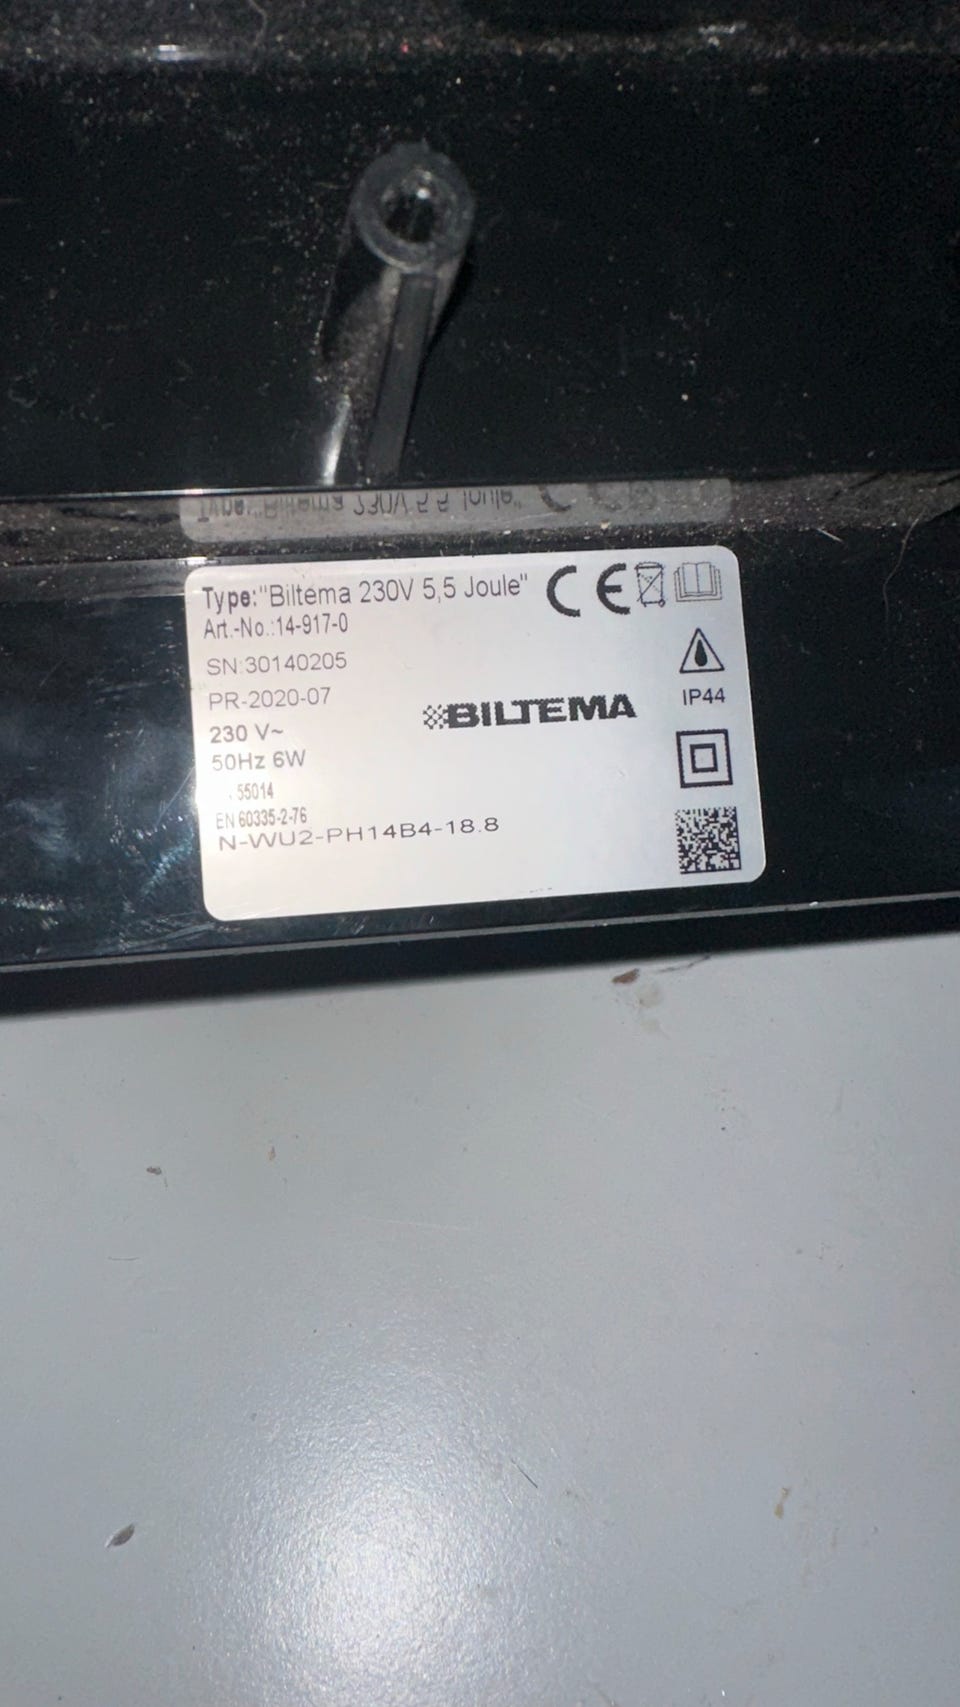 Type:"Biltema 230V 5,5 Joule"
Art.-No.:14-917-0
SN:30140205
PR-2020-07
230 V~
50Hz 6W
55014
EN 60335-2-76
N-WU2-PH14B4-18.8
CE
BILTEMA
IP44